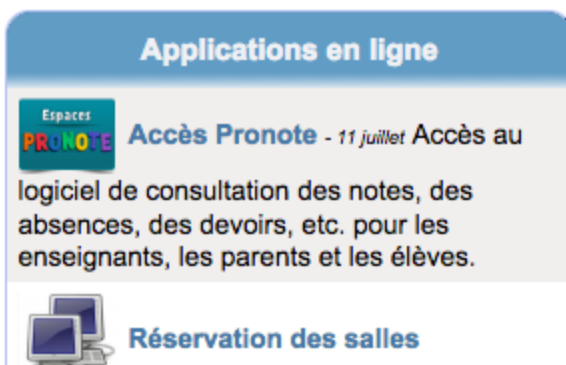 Applications en ligne
Espaces
PRONOTE
Accès Pronote - 11 juillet Accès au
logiciel de consultation des notes, des
absences, des devoirs, etc. pour les
enseignants, les parents et les élèves.
Réservation des salles